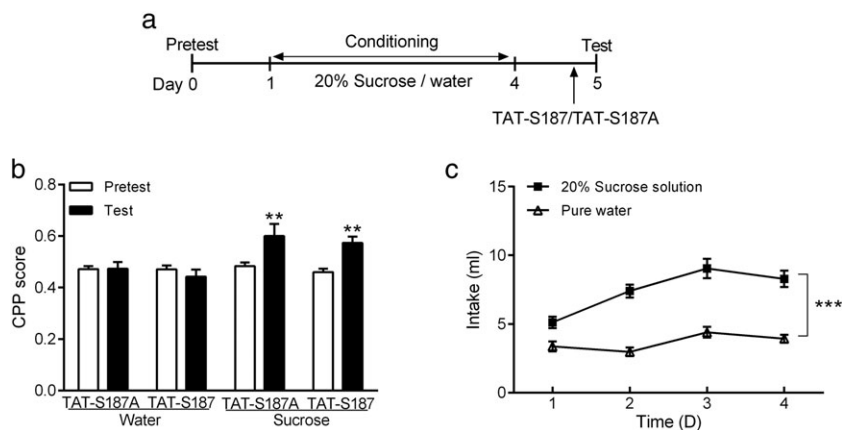 a
Pretest
Conditioning
Test
Day 0
1
20% Sucrose / water
4
5
TAT-S187/TAT-S187A
b
Pretest
Test
0.8
0.6
0.4
0.2
0.0
CPP score
**
**
TAT-S187A TAT-S187 TAT-S187A TAT-S187
Water
Sucrose
c
20% Sucrose solution
Pure water
15
10
5
0
Intake (ml)
***
1 2 3 4
Time (D)